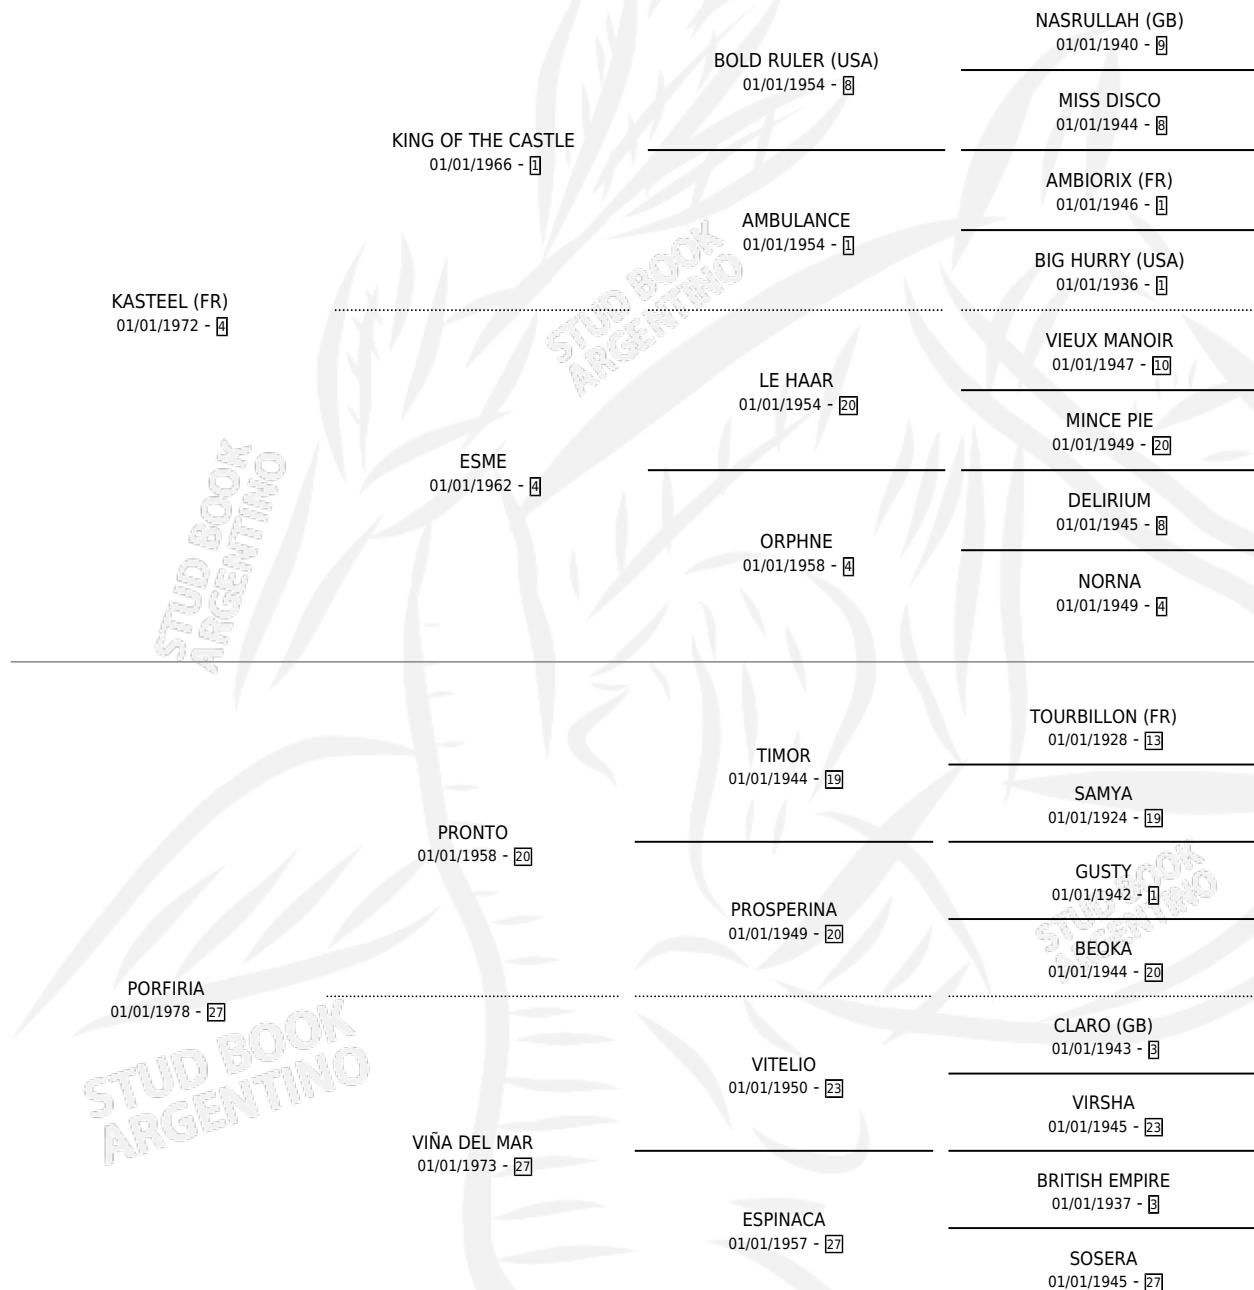 NASRULLAH (GB)
01/01/1940 - 9
BOLD RULER (USA)
01/01/1954 - 8
MISS DISCO
01/01/1944 - 8
KING OF THE CASTLE
01/01/1966 - 1
AMBIORIX (FR)
01/01/1946 - 1
AMBULANCE
01/01/1954 - 1
BIG HURRY (USA)
01/01/1936 - 1
KASTEEL (FR)
01/01/1972 - 4
VIEUX MANOIR
01/01/1947 - 10
LE HAAR
01/01/1954 - 20
MINCE PIE
01/01/1949 - 20
ESME
01/01/1962 - 4
DELIRIUM
01/01/1945 - 8
ORPHNE
01/01/1958 - 4
NORNA
01/01/1949 - 4
TOURBILLON (FR)
01/01/1928 - 13
TIMOR
01/01/1944 - 19
SAMYA
01/01/1924 - 19
PRONTO
01/01/1958 - 20
GUSTY
01/01/1942 - 1
PROSPERINA
01/01/1949 - 20
BEOKA
01/01/1944 - 20
PORFIRIA
01/01/1978 - 27
CLARO (GB)
01/01/1943 - 3
VITELIO
01/01/1950 - 23
VIRSHA
01/01/1945 - 23
VIÑA DEL MAR
01/01/1973 - 27
BRITISH EMPIRE
01/01/1937 - 3
ESPINACA
01/01/1957 - 27
SOSERA
01/01/1945 - 27
STUD BOOK
ARGENTINO
STUD BOOK
ARGENTINO
STUD BOOK
ARGENTINO
STUD BOOK
ARGENTINO